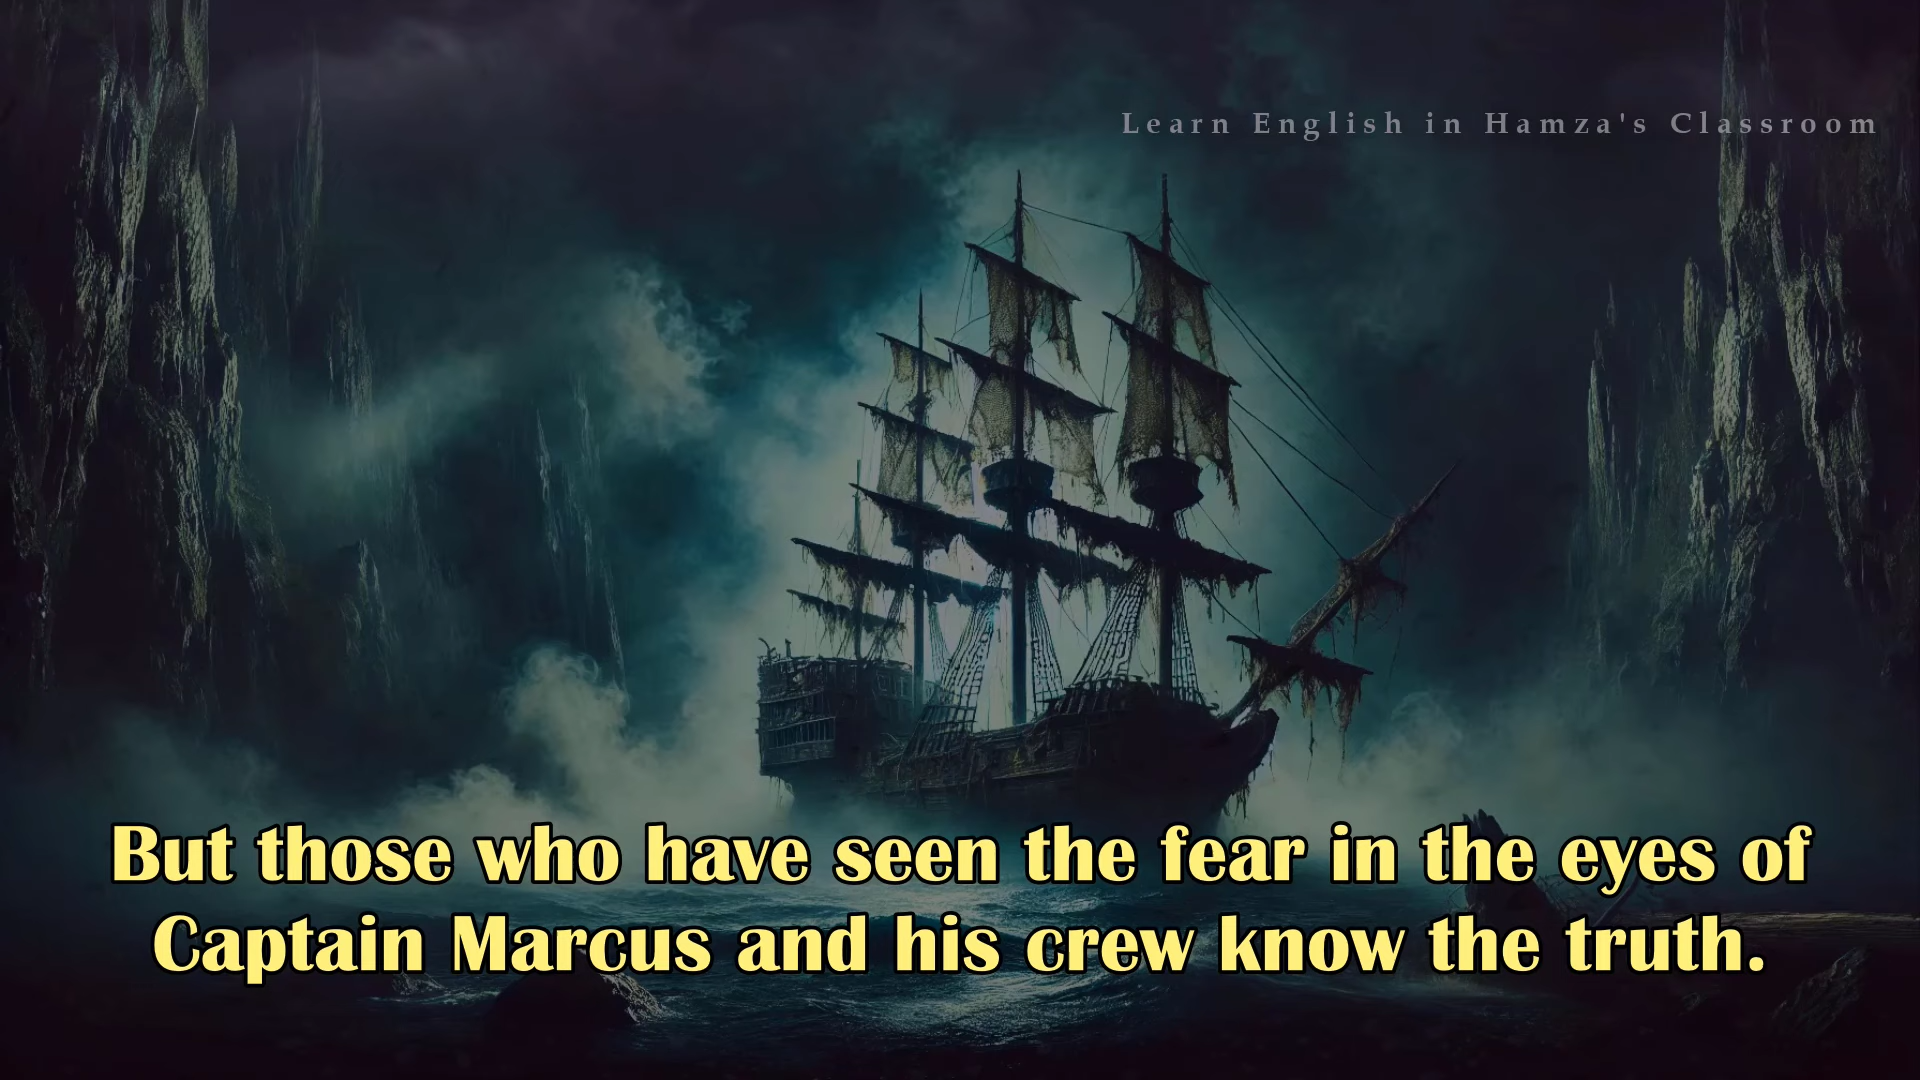 Learn English in Hamza's Classroom
But those who have seen the fear in the eyes of
Captain Marcus and his crew know the truth.